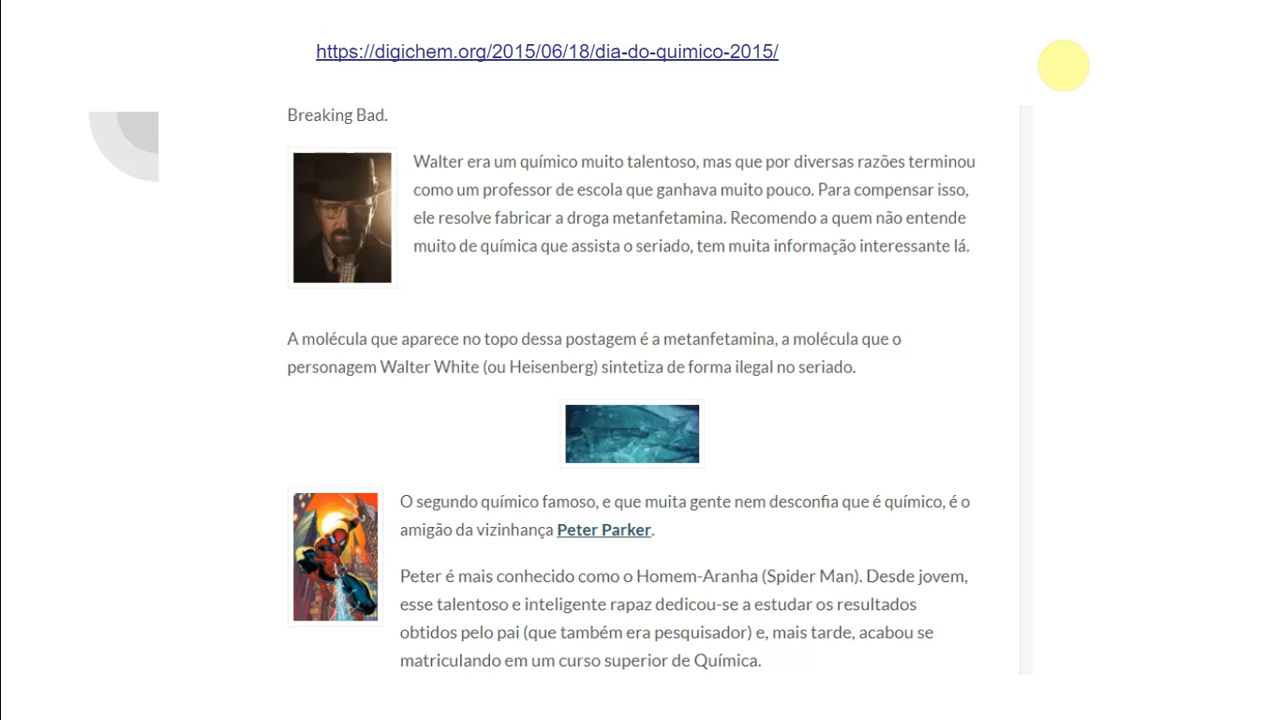 https://digichem.org/2015/06/18/dia-do-quimico-2015/
Breaking Bad.
Walter era um químico muito talentoso, mas que por diversas razões terminou
como um professor de escola que ganhava muito pouco. Para compensar isso,
ele resolve fabricar a droga metanfetamina. Recomendo a quem não entende
muito de química que assista o seriado, tem muita informação interessante lá.
A molécula que aparece no topo dessa postagem é a metanfetamina, a molécula que o
personagem Walter White (ou Heisenberg) sintetiza de forma ilegal no seriado.
O segundo químico famoso, e que muita gente nem desconfia que é químico, é o
amigão da vizinhança Peter Parker.
Peter é mais conhecido como o Homem-Aranha (Spider Man). Desde jovem,
esse talentoso e inteligente rapaz dedicou-se a estudar os resultados
obtidos pelo pai (que também era pesquisador) e, mais tarde, acabou se
matriculando em um curso superior de Química.